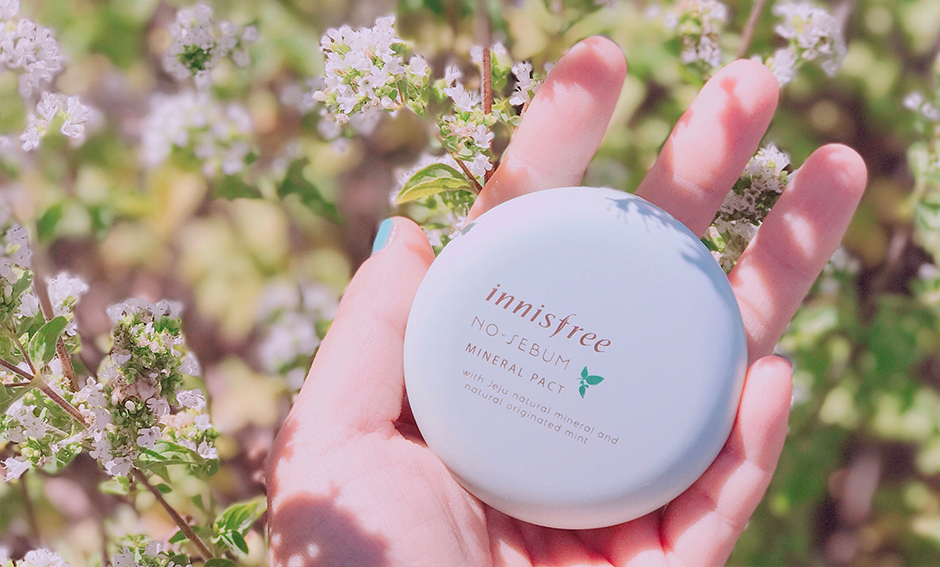 innisfree
NO-SEBUM
MINERAL PACT
with Jeju natural mineral and
natural originated mint